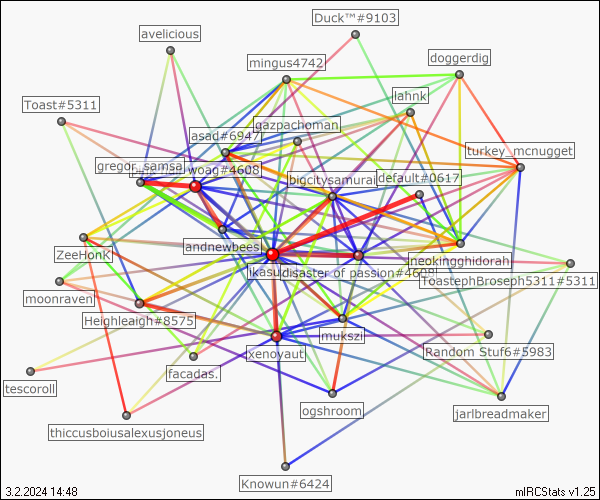 Duck™#9103
avelicious
doggerdig
mingus4742
lahnk
Toast#5311
gazpachoman
asad#6947
turkey_mcnugget
gregor_samsa
woag#4608
default#0617
bigcitysamurai
andnewbees
ZeeHonK
neokingghidorah
disaster of passion#4608
ToastephBroseph5311#5311
moonraven
Heighleaigh#8575
mukszi
xenovaut
Random Stuf6#5983
facadas.
tescoroll
ogshroom
jarlbreadmaker
thiccusboiusalexusjoneus
Knowun#6424
3.2.2024 14:48
mIRCStats v1.25